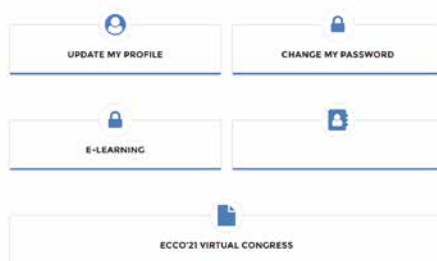 UPDATE MY PROFILE
CHANGE MY PASSWORD
E-LEARNING
ECCO'21 VIRTUAL CONGRESS